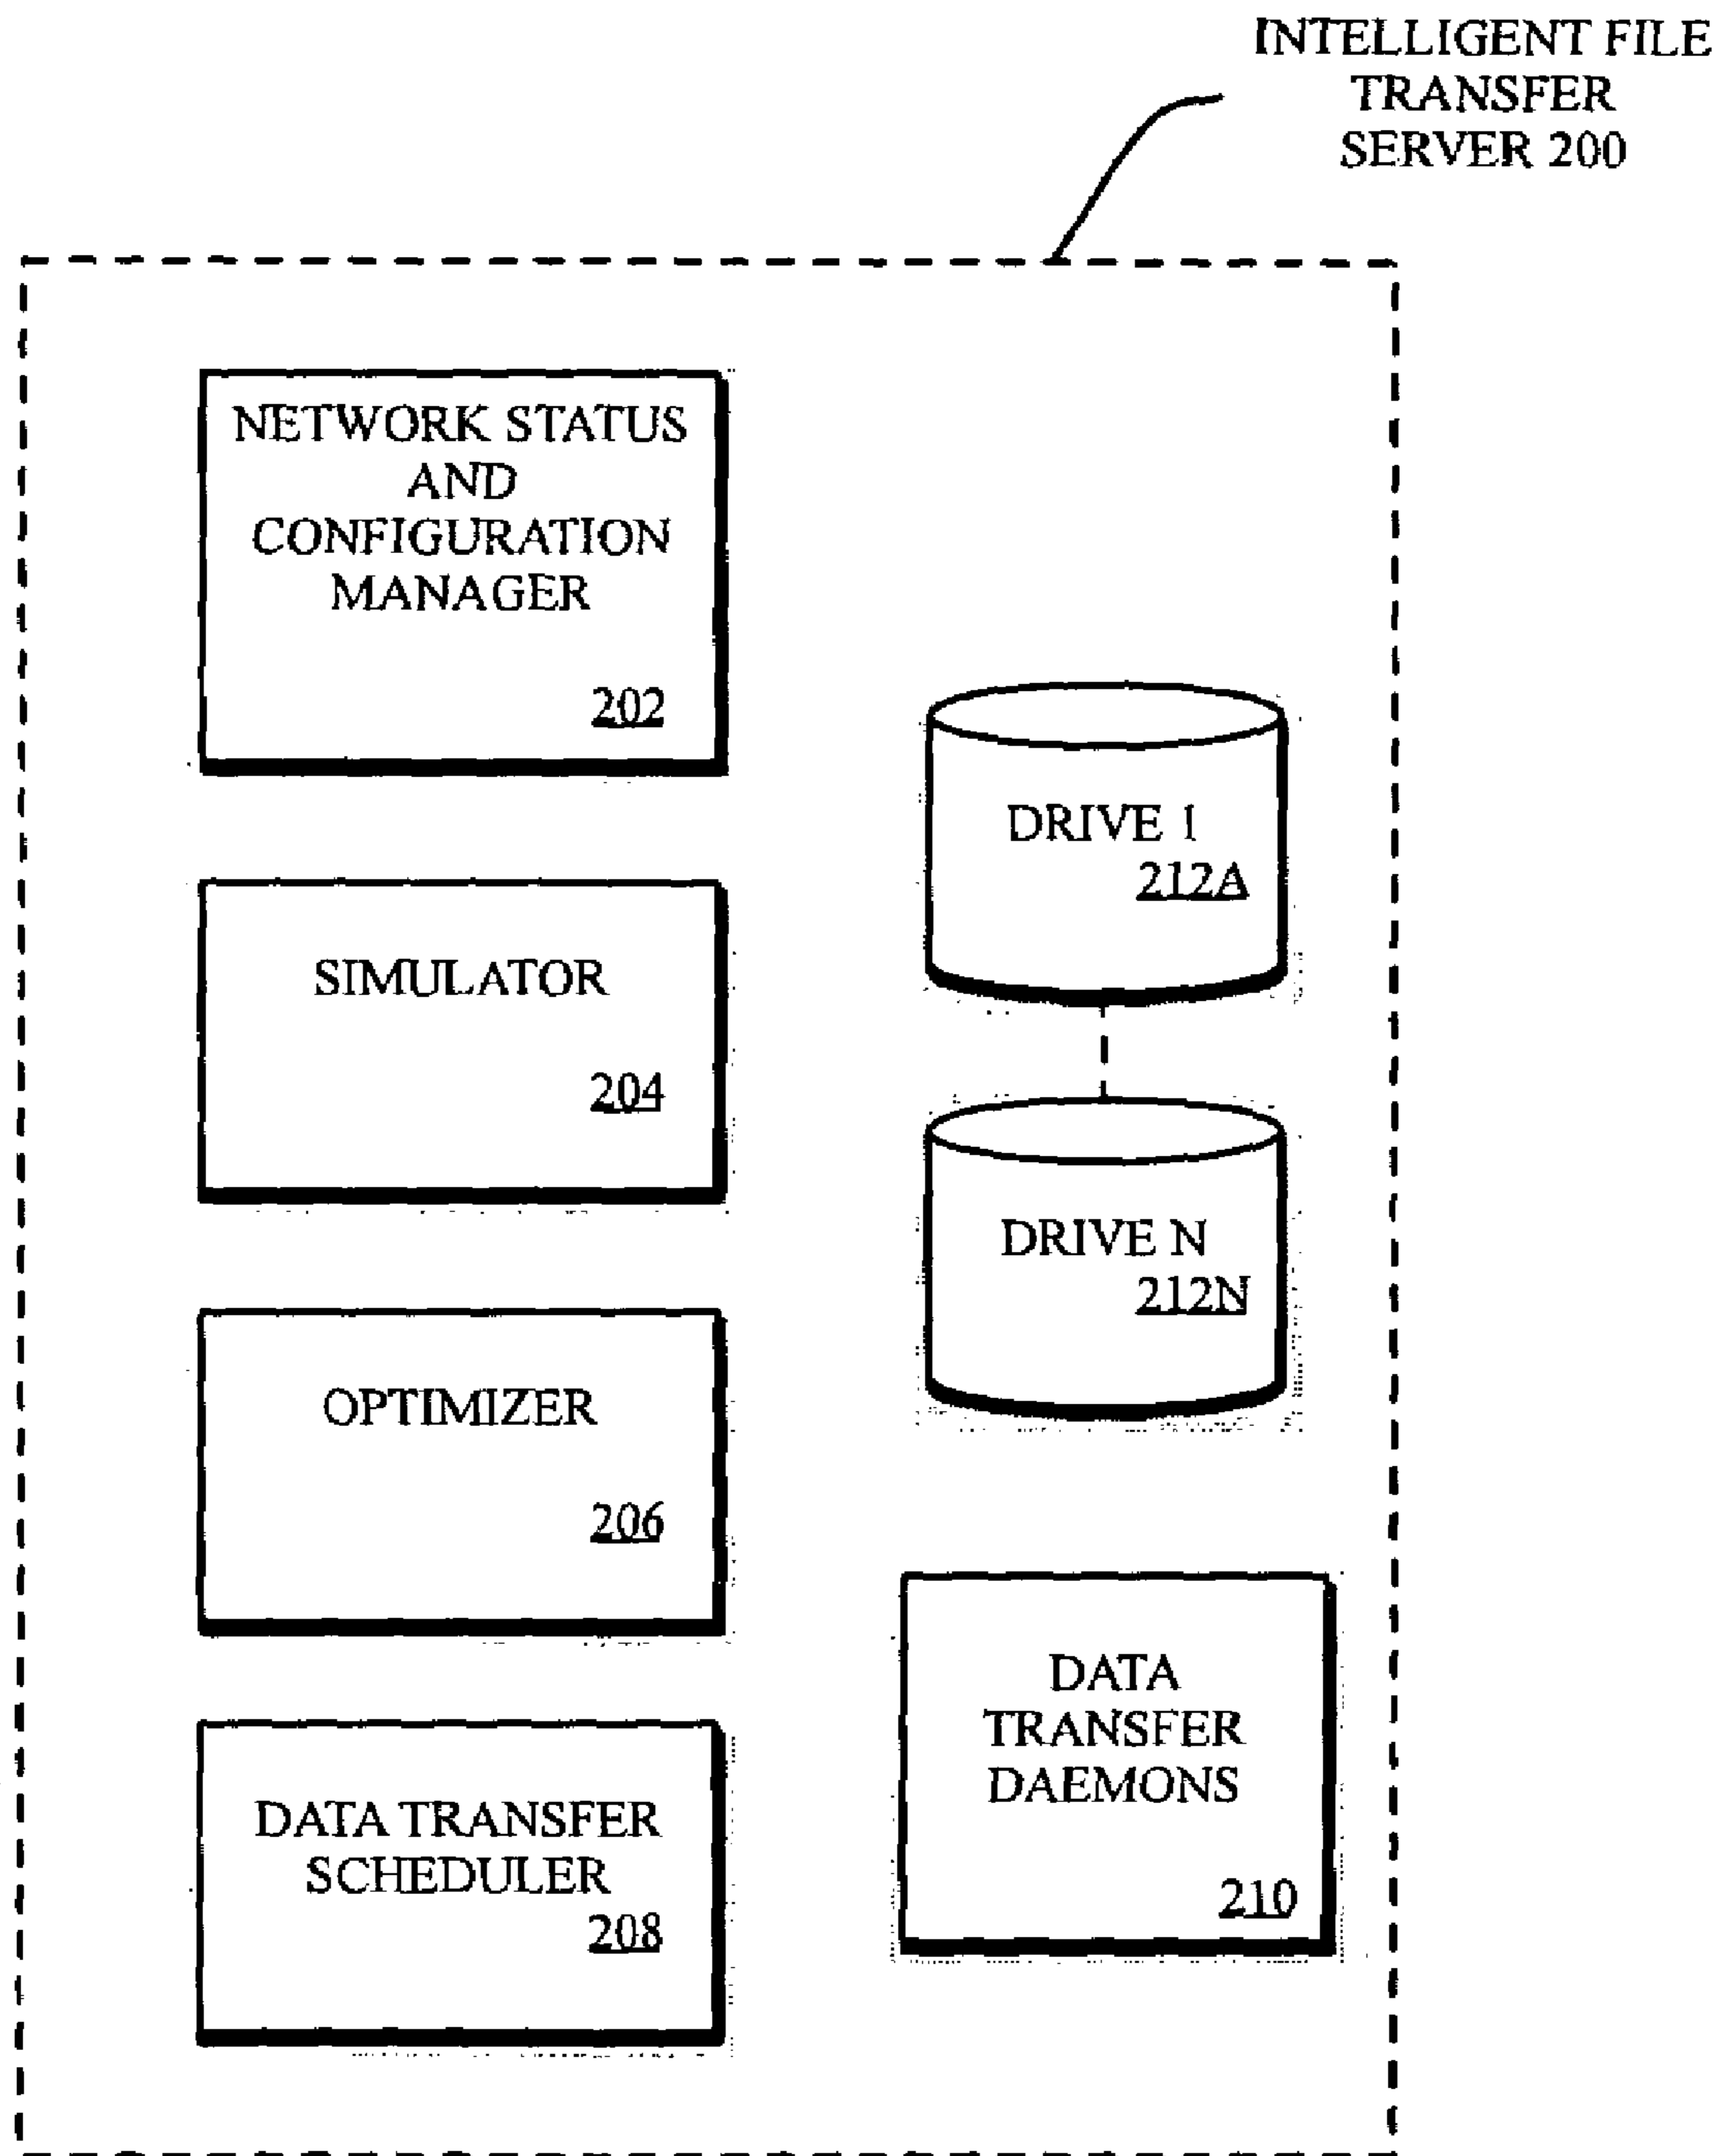 INTELLIGENT FILE
TRANSFER
SERVER 200
NETWORK STATUS
AND
CONFIGURATION
MANAGER
202
SIMULATOR
204
OPTIMIZER
206
DATA TRANSFER
SCHEDULER
208
DRIVE 1
212A
DRIVE N
212N
DATA
TRANSFER
DAEMONS
210